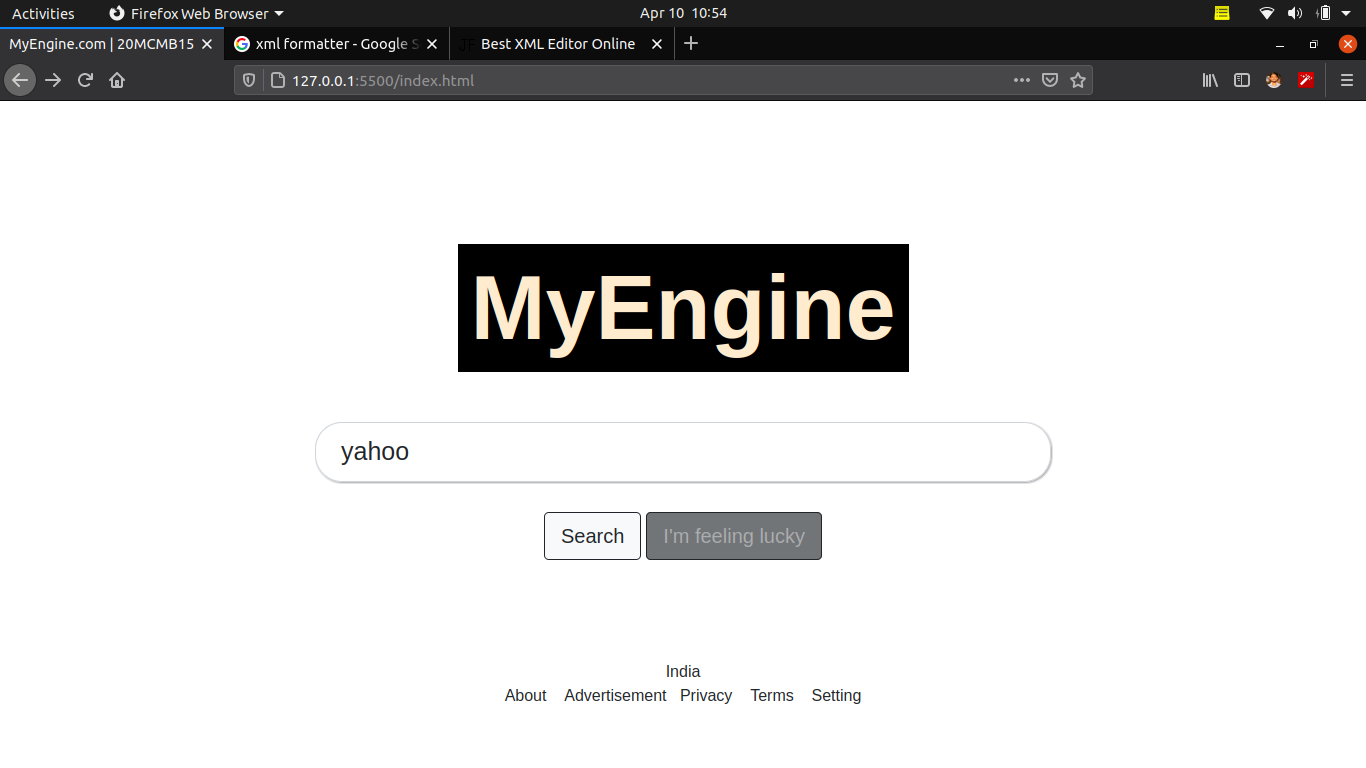 Activities Firefox Web Browser Apr 10 10:54
MyEngine.com | 20MCMB15 xml formatter - Google Best XML Editor Online
127.0.0.1:5500/index.html
MyEngine
yahoo
Search I'm feeling lucky
India
About Advertisement Privacy Terms Setting